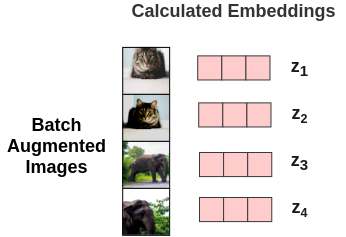 Calculated Embeddings
z1
z2
Batch
Augmented
Images
z3
z4